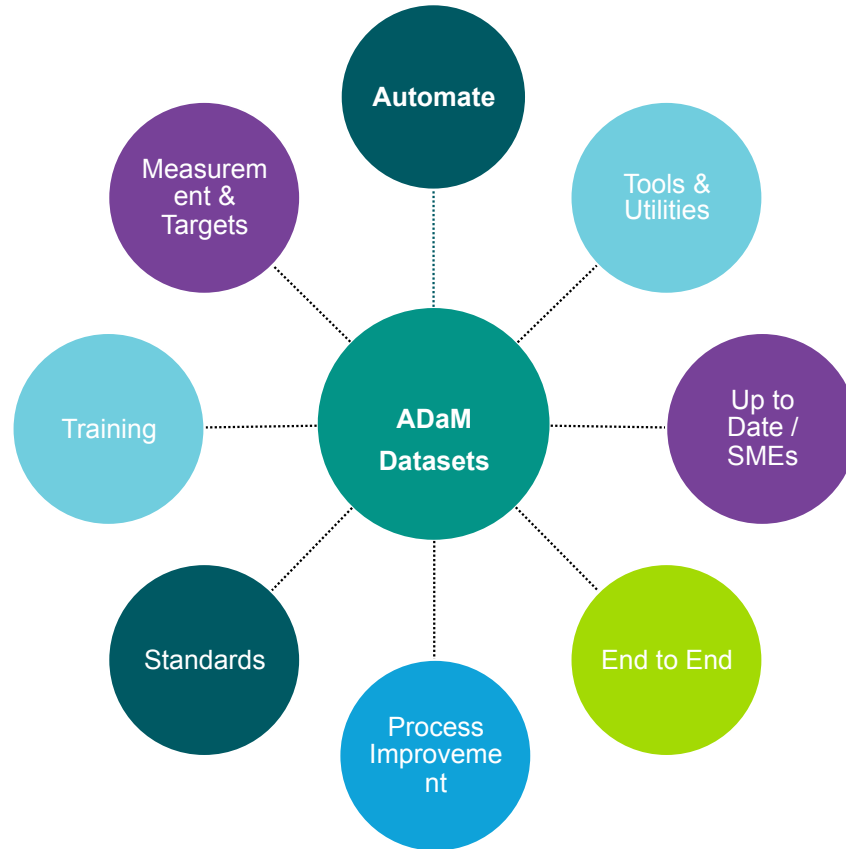 Automate
Measurem
ent &
Targets
Tools &
Utilities
Training
ADaM
Datasets
Up to
Date /
SMEs
Standards
End to End
Process
Improveme
nt